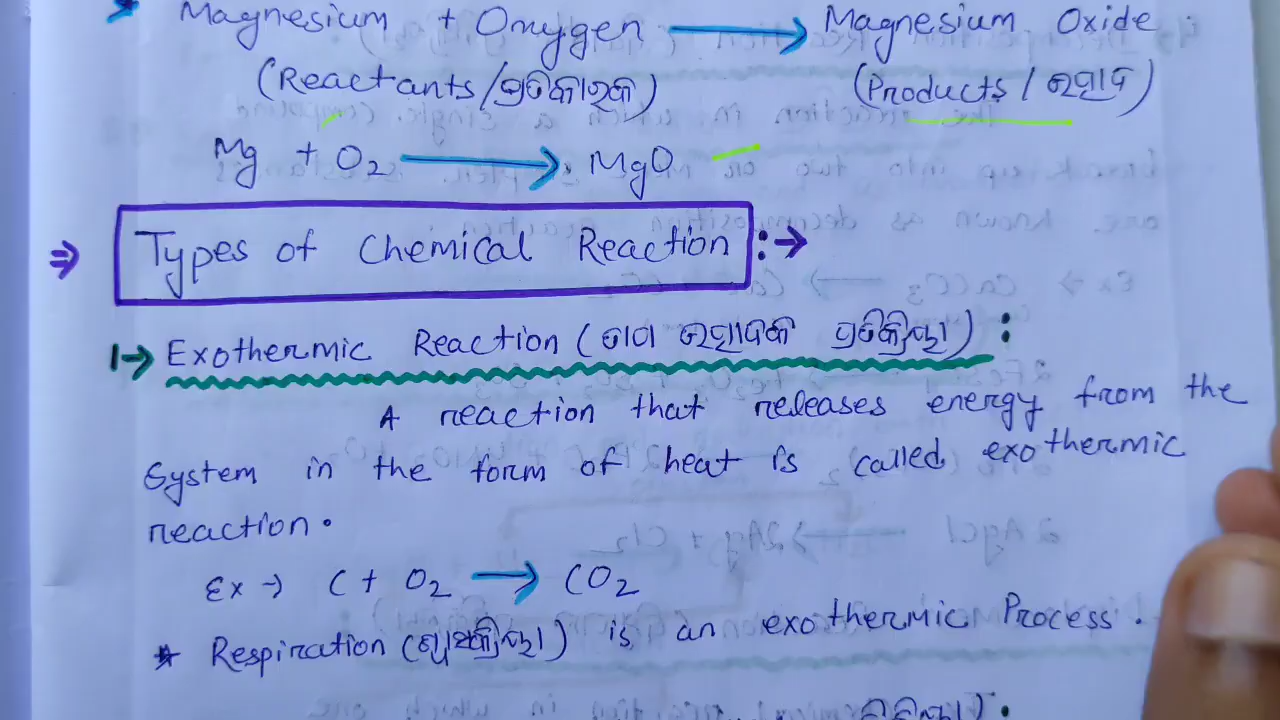 Magnesium + Oxygen → Magnesium Oxide
(Reactants/ପ୍ରତିକାରକ) (Products/ଉତ୍ପାଦ)
Mg + O₂ → MgO
⇒ Types of Chemical Reaction :→
1→ Exothermic Reaction (ତାପ ଉତ୍ପାଦକ ପ୍ରତିକ୍ରିୟା) :
A reaction that releases energy from the
System in the form of heat is called exothermic
reaction.
Ex → C + O₂ → CO₂
* Respiration (ଶ୍ୱାସକ୍ରିୟା) is an exothermic Process.